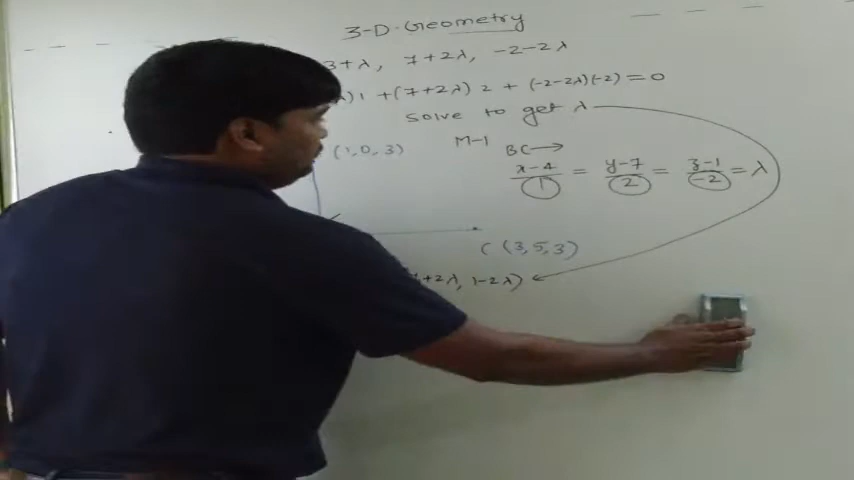 3-D-Geometry
3+λ, 7+2λ, -2-2λ
λ)1 +(7+2λ) 2 + (-2-2λ)(-2) = 0
solve to get λ
(1,0,3)
M-1 BC→
x-4/1 = y-7/2 = z-1/-2 = λ
C (3,5,3)
+2λ, 1-2λ)